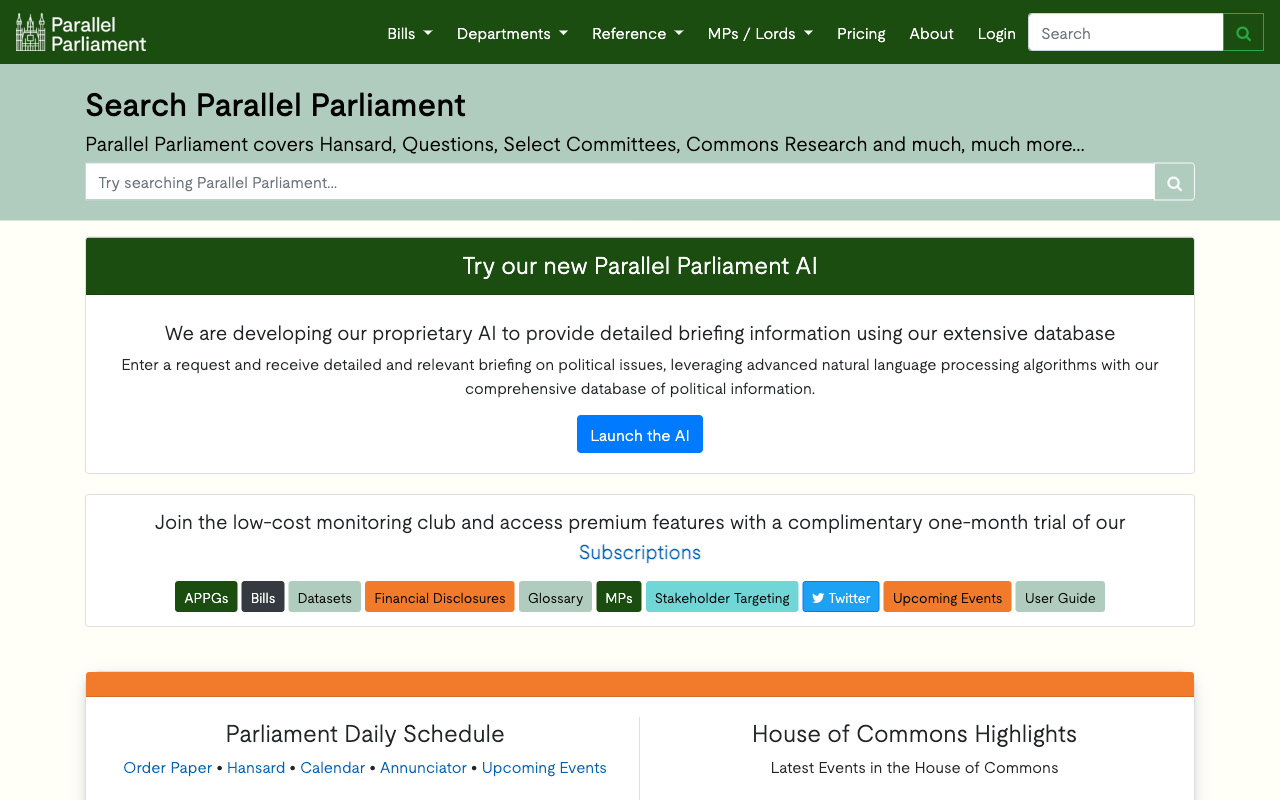 Parallel
Parliament
Bills Departments Reference MPs / Lords Pricing About Login Search
Search Parallel Parliament
Parallel Parliament covers Hansard, Questions, Select Committees, Commons Research and much, much more...
Try searching Parallel Parliament...
Try our new Parallel Parliament AI
We are developing our proprietary AI to provide detailed briefing information using our extensive database
Enter a request and receive detailed and relevant briefing on political issues, leveraging advanced natural language processing algorithms with our
comprehensive database of political information.
Launch the AI
Join the low-cost monitoring club and access premium features with a complimentary one-month trial of our
Subscriptions
APPGs Bills Datasets Financial Disclosures Glossary MPs Stakeholder Targeting Twitter Upcoming Events User Guide
Parliament Daily Schedule
Order Paper • Hansard • Calendar • Annunciator • Upcoming Events
House of Commons Highlights
Latest Events in the House of Commons